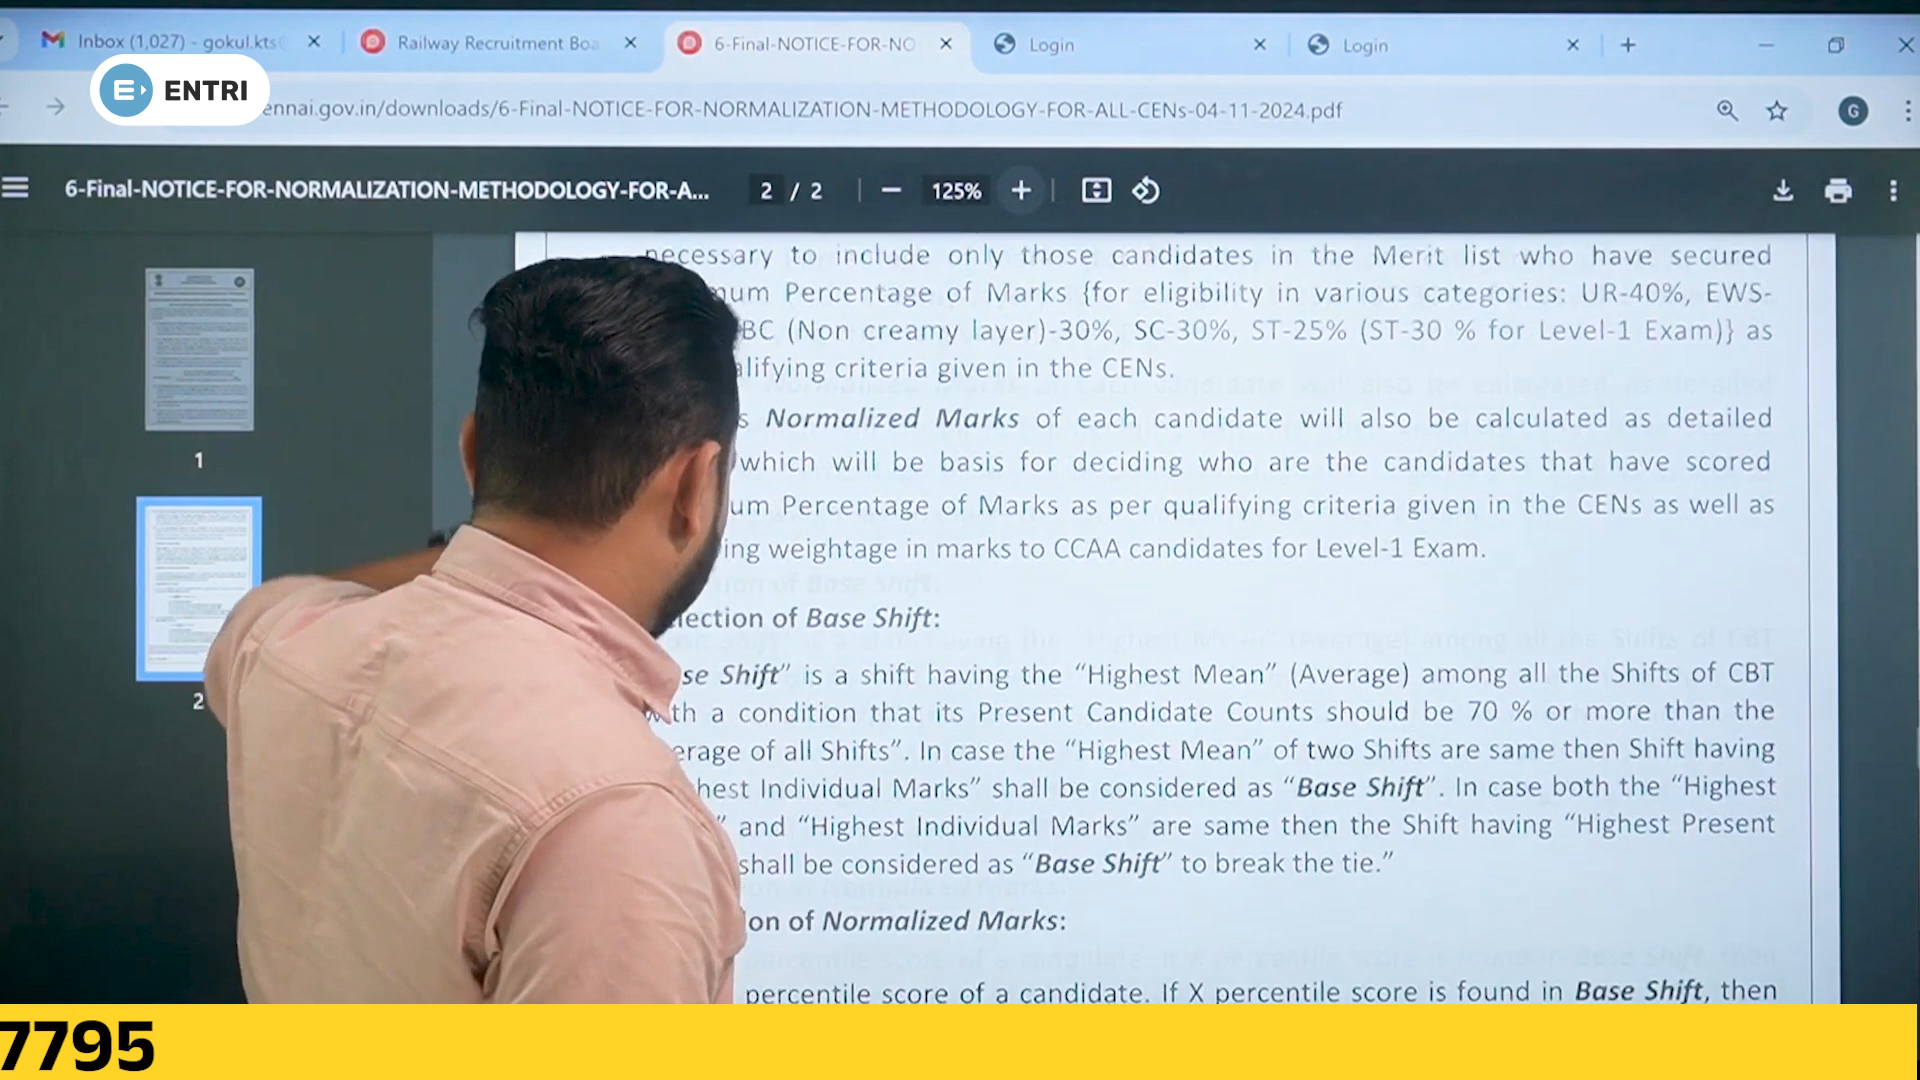 Inbox (1,027) - gokul.kts
Railway Recruitment Boa
6-Final-NOTICE-FOR-NO
Login
Login
ENTRI
ennai.gov.in/downloads/6-Final-NOTICE-FOR-NORMALIZATION-METHODOLOGY-FOR-ALL-CENs-04-11-2024.pdf
G
6-Final-NOTICE-FOR-NORMALIZATION-METHODOLOGY-FOR-A...
2 / 2
125%
1
2
necessary to include only those candidates in the Merit list who have secured
um Percentage of Marks {for eligibility in various categories: UR-40%, EWS-
BC (Non creamy layer)-30%, SC-30%, ST-25% (ST-30 % for Level-1 Exam)} as
alifying criteria given in the CENs.
s Normalized Marks of each candidate will also be calculated as detailed
which will be basis for deciding who are the candidates that have scored
um Percentage of Marks as per qualifying criteria given in the CENs as well as
ing weightage in marks to CCAA candidates for Level-1 Exam.
lection of Base Shift:
se Shift” is a shift having the “Highest Mean” (Average) among all the Shifts of CBT
with a condition that its Present Candidate Counts should be 70 % or more than the
erage of all Shifts”. In case the “Highest Mean” of two Shifts are same then Shift having
hest Individual Marks” shall be considered as “Base Shift”. In case both the “Highest
” and “Highest Individual Marks” are same then the Shift having “Highest Present
shall be considered as “Base Shift” to break the tie.”
ion of Normalized Marks:
percentile score of a candidate. If X percentile score is found in Base Shift, then
7795